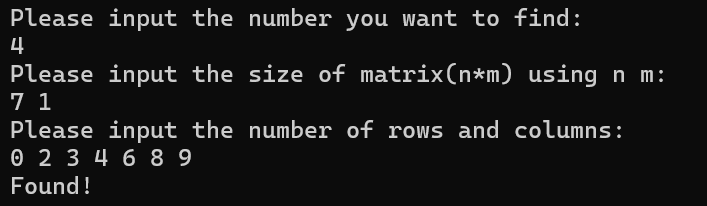 Please input the number you want to find:
4
Please input the size of matrix(n*m) using n m:
7 1
Please input the number of rows and columns:
0 2 3 4 6 8 9
Found!